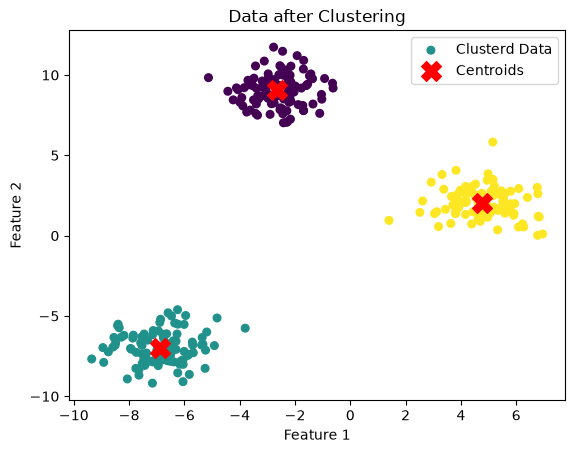 Data after Clustering
Clusterd Data
Centroids
10
5
0
−5
−10
Feature 2
−10 −8 −6 −4 −2 0 2 4 6
Feature 1